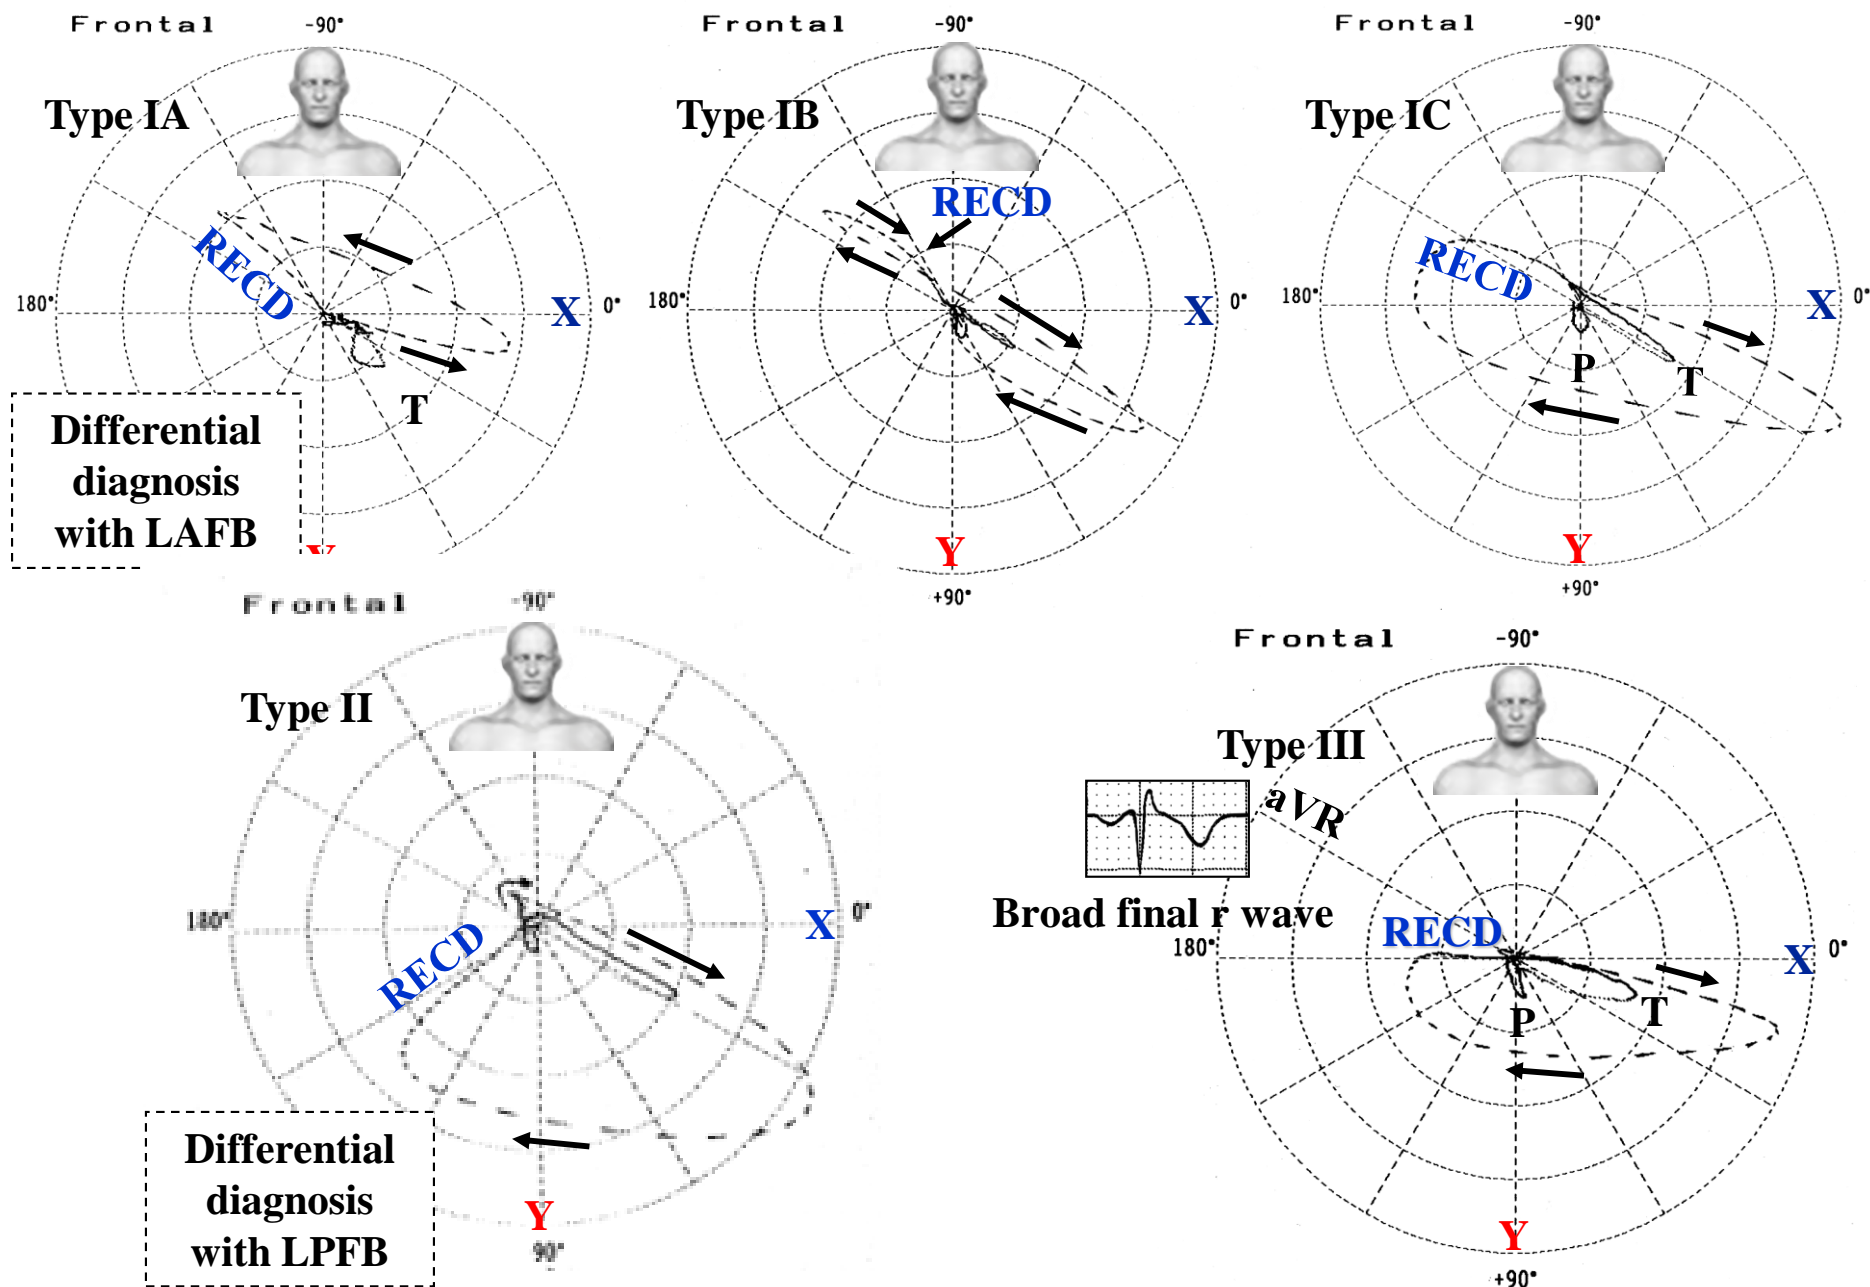 Frontal
-90°
Type IA
RECD
180°
X
0°
T
Differential
diagnosis
with LAFB
Y
Frontal
-90°
Type IB
RECD
180°
X
0°
Y
+90°
Frontal
-90°
Type IC
RECD
180°
X
0°
P
T
Y
+90°
Frontal
-90°
Type II
RECD
180°
X
0°
Differential
diagnosis
with LPFB
Y
90°
Frontal
-90°
Type III
aVR
Broad final r wave
RECD
180°
X
0°
P
T
Y
+90°